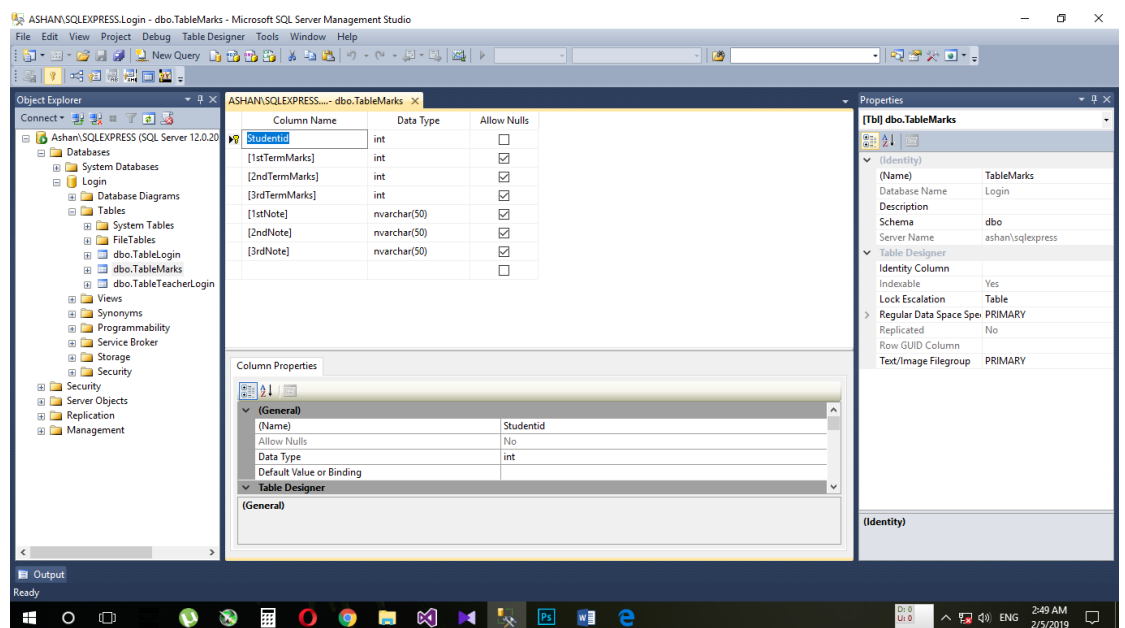 ASHAN\SQLEXPRESS.Login - dbo.TableMarks - Microsoft SQL Server Management Studio
File Edit View Project Debug Table Designer Tools Window Help
New Query
Object Explorer
Connect
Ashan\SQLEXPRESS (SQL Server 12.0.20
Databases
System Databases
Login
Database Diagrams
Tables
System Tables
FileTables
dbo.TableLogin
dbo.TableMarks
dbo.TableTeacherLogin
Views
Synonyms
Programmability
Service Broker
Storage
Security
Security
Server Objects
Replication
Management
ASHAN\SQLEXPRESS....- dbo.TableMarks
Column Name Data Type Allow Nulls
Studentid int
[1stTermMarks] int
[2ndTermMarks] int
[3rdTermMarks] int
[1stNote] nvarchar(50)
[2ndNote] nvarchar(50)
[3rdNote] nvarchar(50)
Column Properties
(General)
(Name) Studentid
Allow Nulls No
Data Type int
Default Value or Binding
Table Designer
(General)
Properties
[Tbl] dbo.TableMarks
(Identity)
(Name) TableMarks
Database Name Login
Description
Schema dbo
Server Name ashan\sqlexpress
Table Designer
Identity Column
Indexable Yes
Lock Escalation Table
Regular Data Space Spe PRIMARY
Replicated No
Row GUID Column
Text/Image Filegroup PRIMARY
(Identity)
Output
Ready
Ps
W
D: 0
U: 0
ENG
2:49 AM
2/5/2019